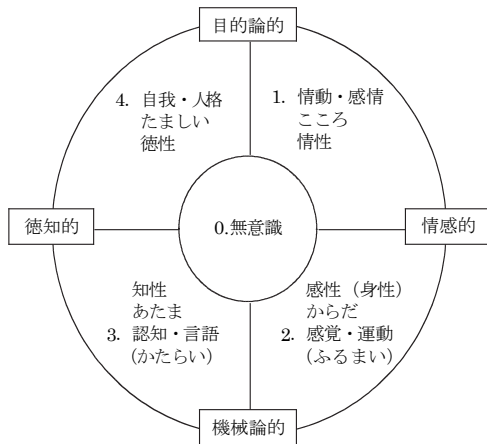 目的論的
4. 自我・人格
たましい
徳性
1. 情動・感情
こころ
情性
徳知的
0.無意識
情感的
知性
あたま
3. 認知・言語
(かたらい)
感性（身性）
からだ
2. 感覚・運動
(ふるまい)
機械論的